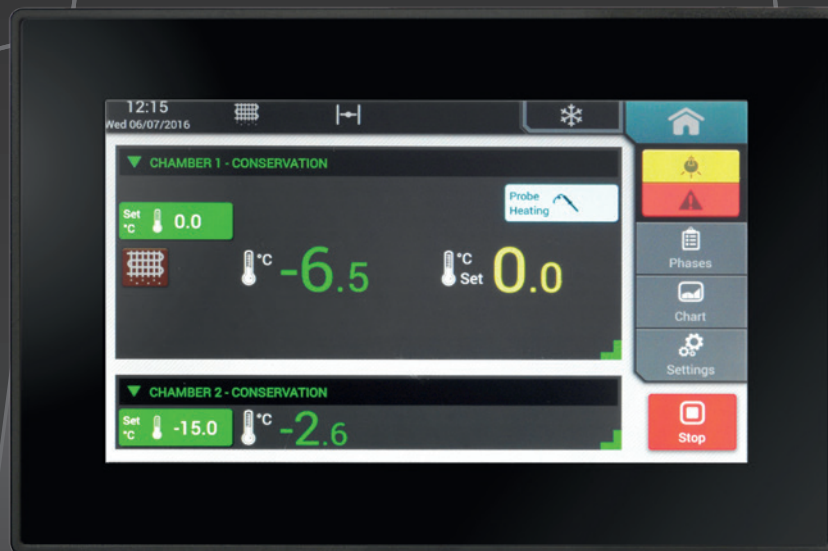 12:15
Wed 06/07/2016
CHAMBER 1 - CONSERVATION
Set
°C
0.0
Probe
Heating
°C
-6.5
°C
Set
0.0
CHAMBER 2 - CONSERVATION
Set
°C
-15.0
°C
-2.6
Phases
Chart
Settings
Stop